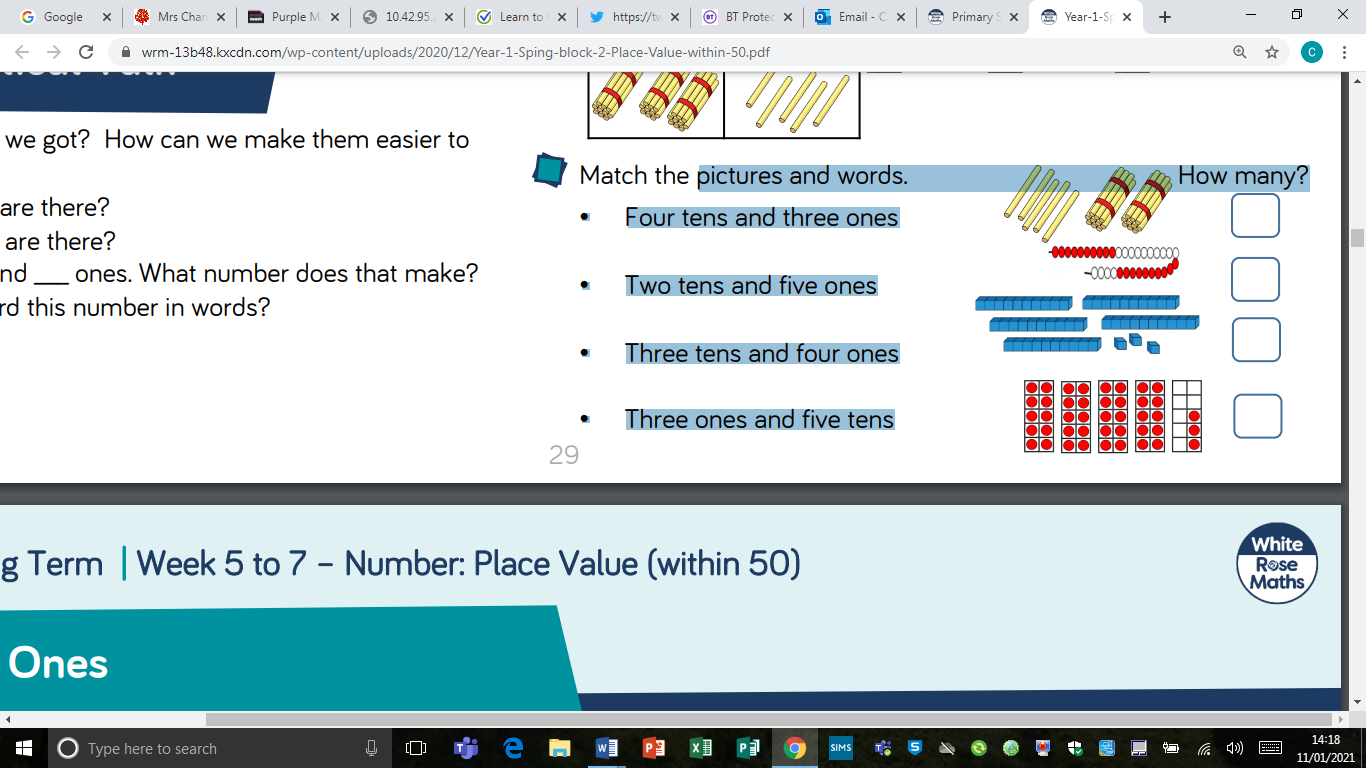 Google
Mrs Char
Purple M
10.42.95.
Learn to
https://tw
BT Protec
Email - C
Primary S
Year-1-Sp
wrm-13b48.kxcdn.com/wp-content/uploads/2020/12/Year-1-Sping-block-2-Place-Value-within-50.pdf
C
we got? How can we make them easier to
are there?
are there?
nd ___ ones. What number does that make?
rd this number in words?
Match the pictures and words. How many?
• Four tens and three ones
• Two tens and five ones
• Three tens and four ones
• Three ones and five tens
29
g Term | Week 5 to 7 – Number: Place Value (within 50)
White
Rose
Maths
Ones
Type here to search
SIMS
14:18
11/01/2021